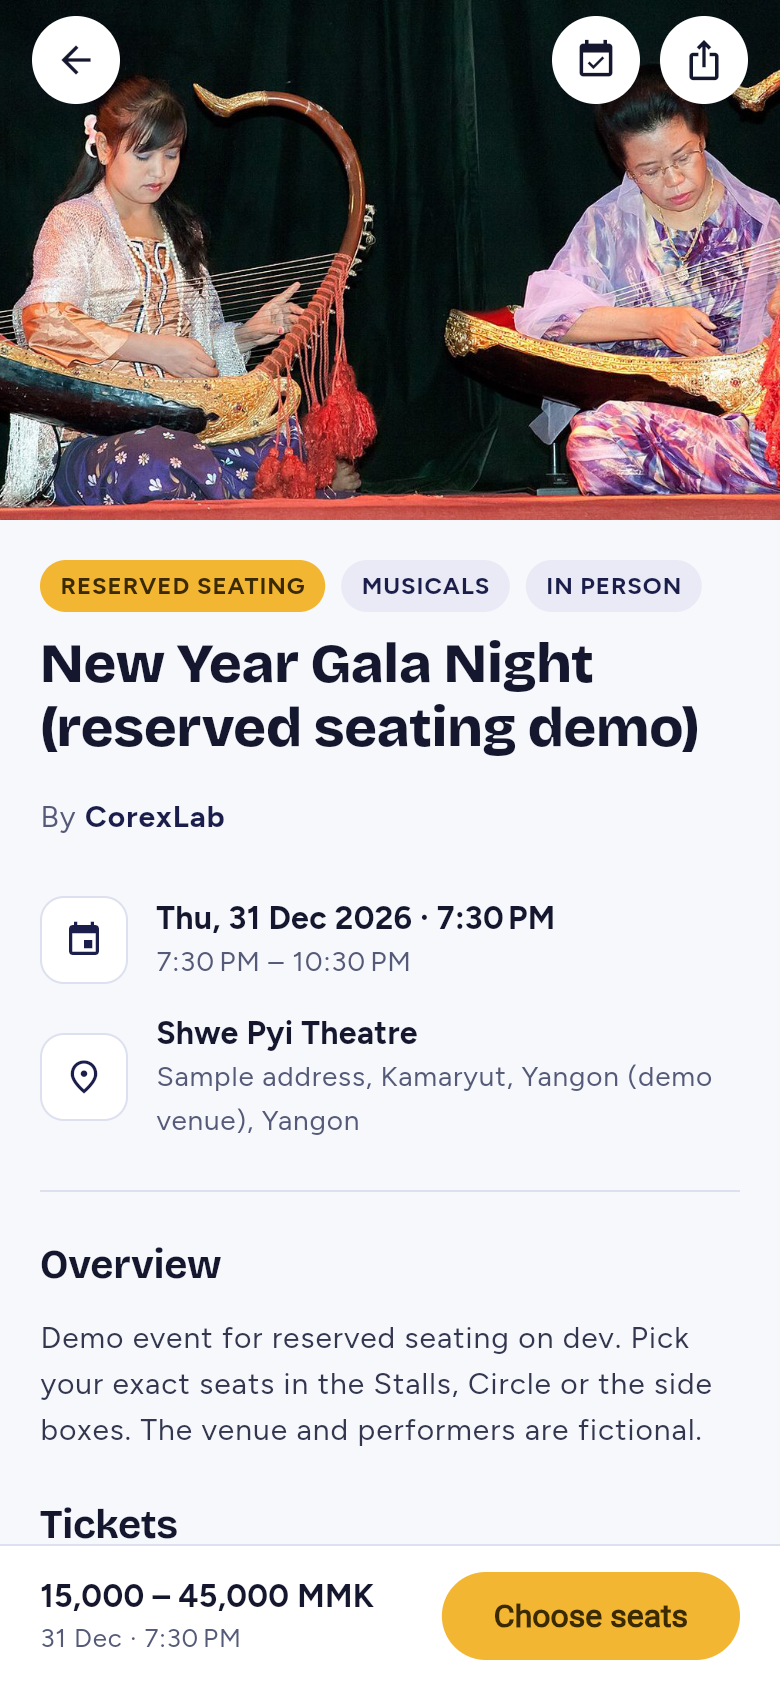 RESERVED SEATING MUSICALS IN PERSON
New Year Gala Night
(reserved seating demo)
By CorexLab
Thu, 31 Dec 2026 · 7:30 PM
7:30 PM – 10:30 PM
Shwe Pyi Theatre
Sample address, Kamaryut, Yangon (demo
venue), Yangon
Overview
Demo event for reserved seating on dev. Pick
your exact seats in the Stalls, Circle or the side
boxes. The venue and performers are fictional.
Tickets
15,000 – 45,000 MMK
31 Dec · 7:30 PM
Choose seats